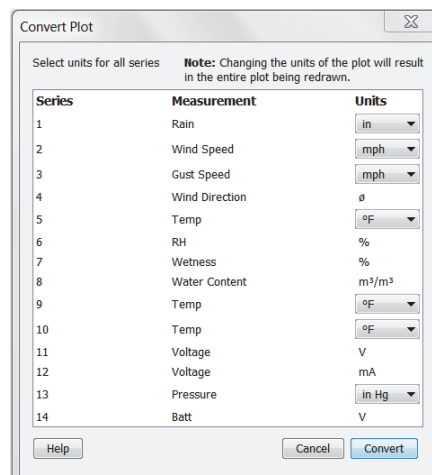 Convert Plot
Select units for all series
Note: Changing the units of the plot will result
in the entire plot being redrawn.
Series Measurement Units
1 Rain in
2 Wind Speed mph
3 Gust Speed mph
4 Wind Direction ø
5 Temp ºF
6 RH %
7 Wetness %
8 Water Content m³/m³
9 Temp ºF
10 Temp ºF
11 Voltage V
12 Voltage mA
13 Pressure in Hg
14 Batt V
Help Cancel Convert